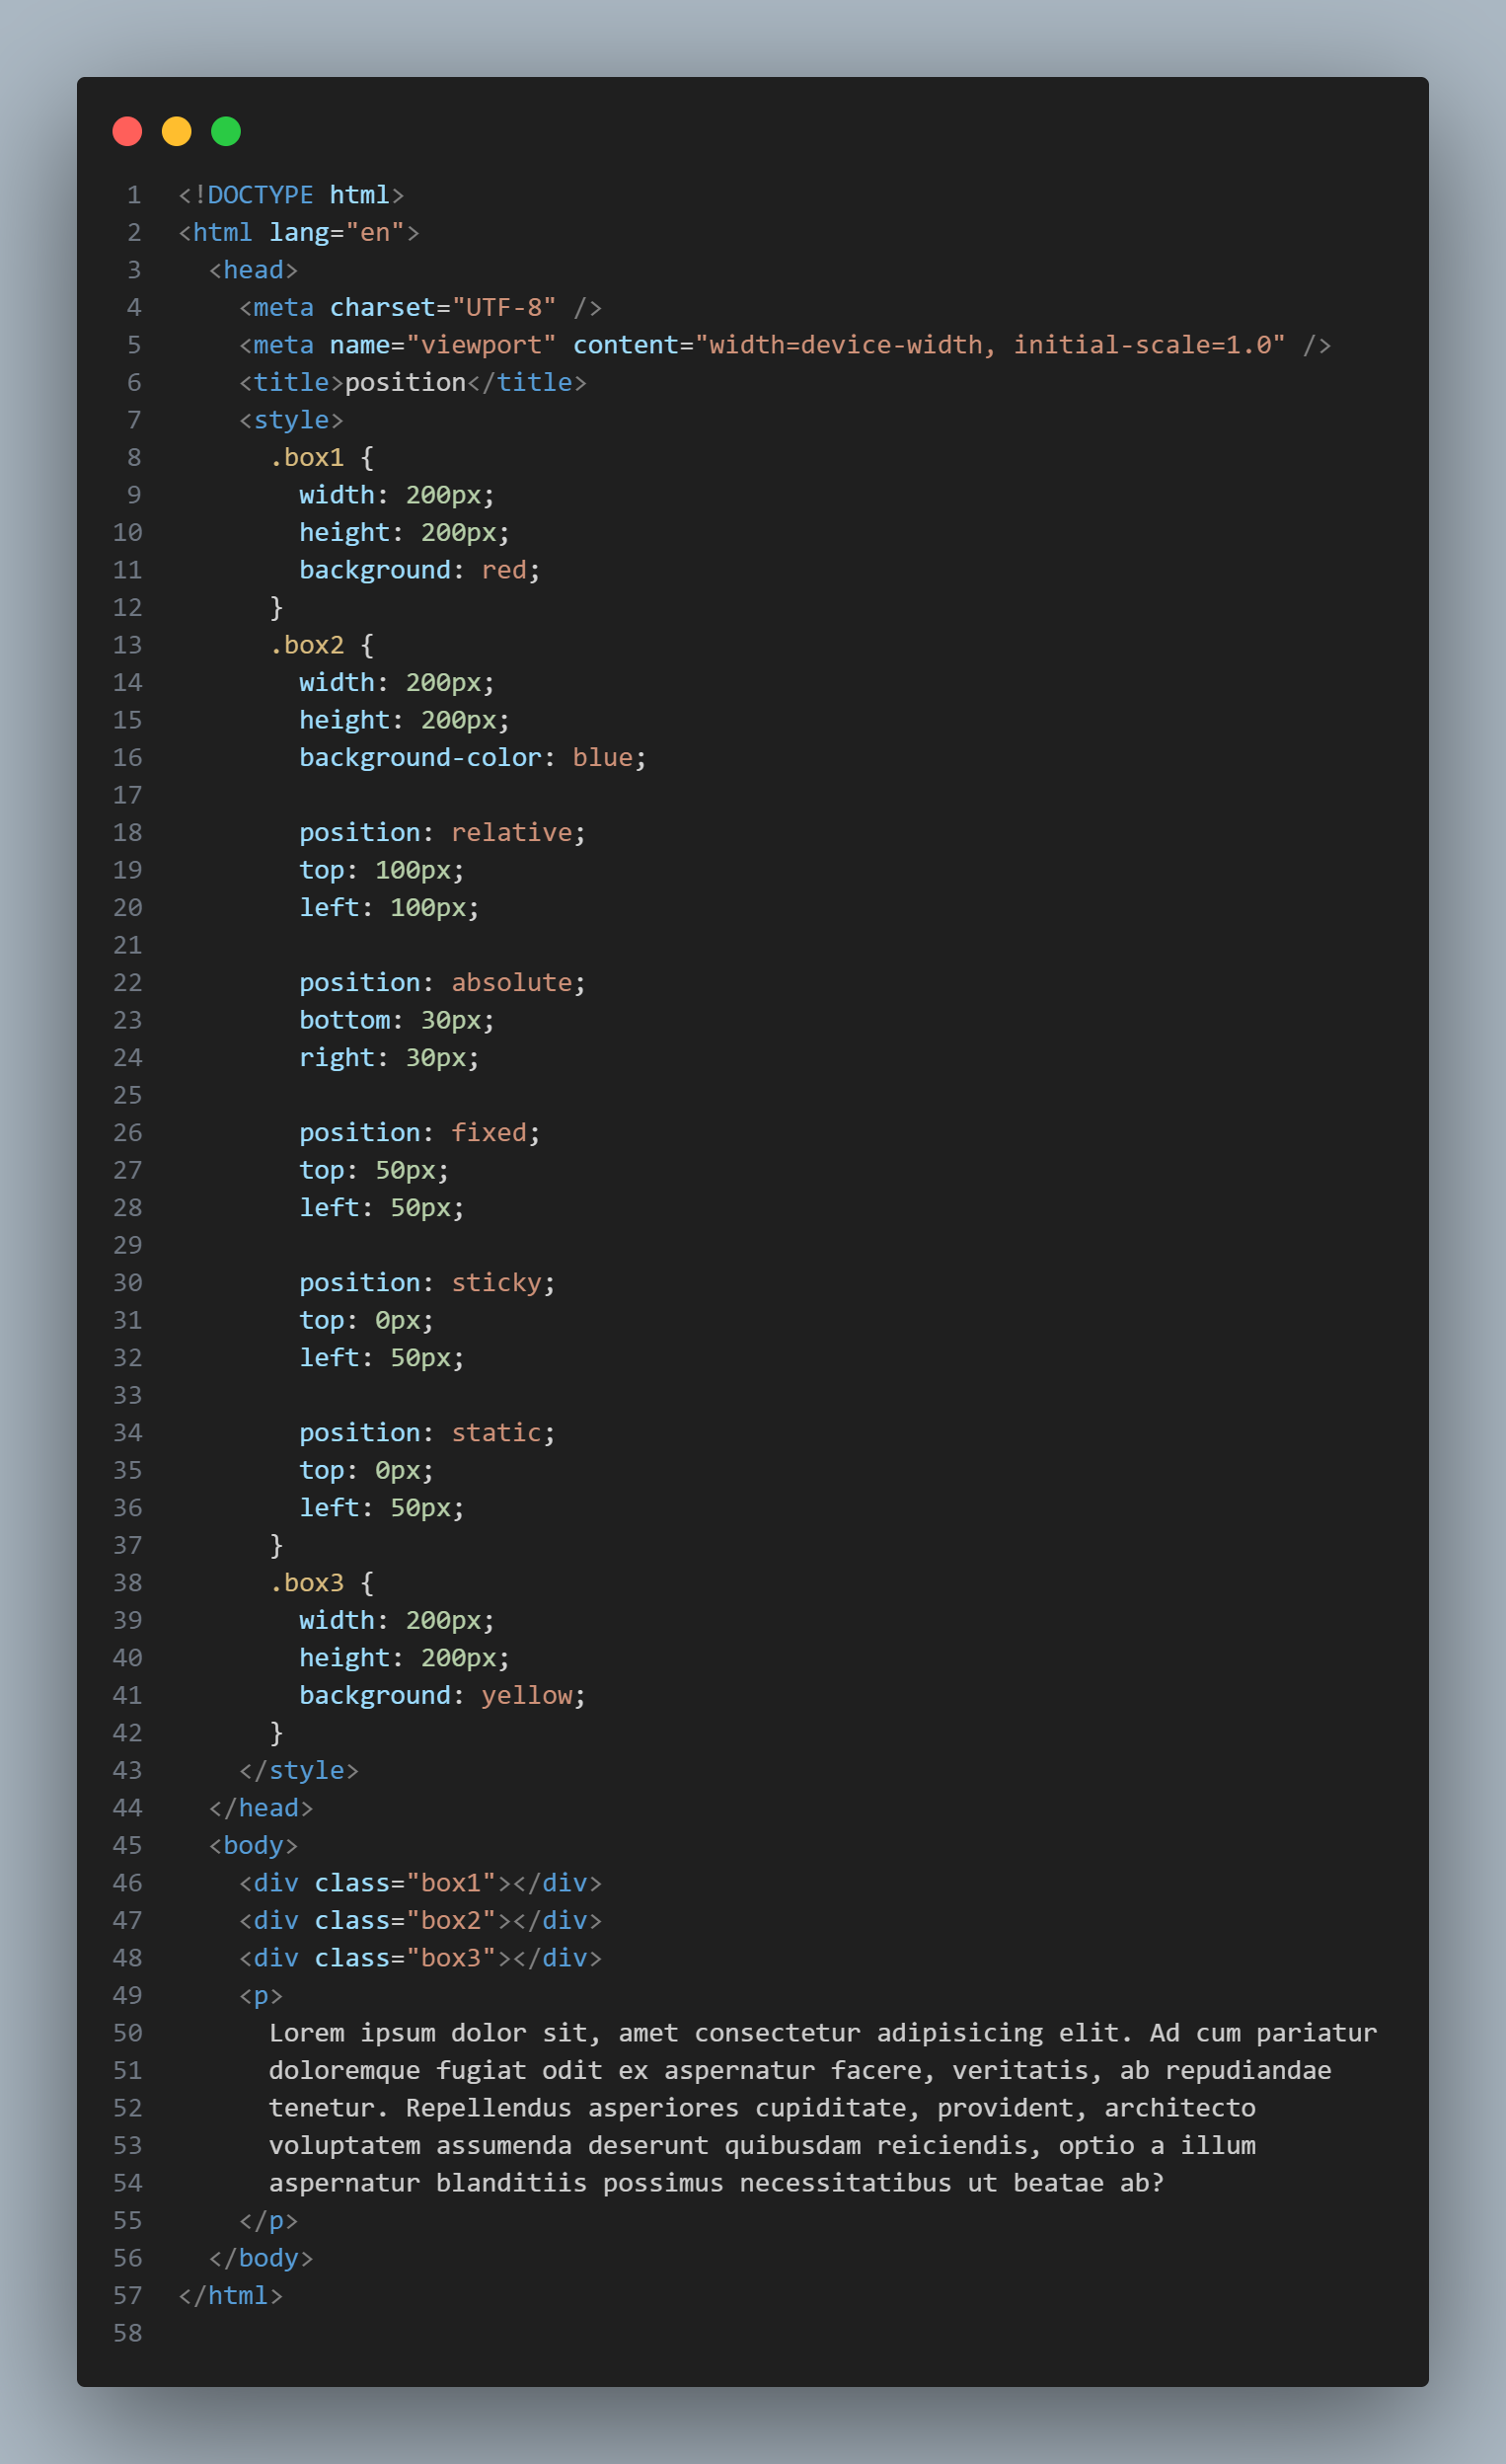 1 <!DOCTYPE html>
2 <html lang="en">
3   <head>
4     <meta charset="UTF-8" />
5     <meta name="viewport" content="width=device-width, initial-scale=1.0" />
6     <title>position</title>
7     <style>
8       .box1 {
9         width: 200px;
10         height: 200px;
11         background: red;
12       }
13       .box2 {
14         width: 200px;
15         height: 200px;
16         background-color: blue;
17
18         position: relative;
19         top: 100px;
20         left: 100px;
21
22         position: absolute;
23         bottom: 30px;
24         right: 30px;
25
26         position: fixed;
27         top: 50px;
28         left: 50px;
29
30         position: sticky;
31         top: 0px;
32         left: 50px;
33
34         position: static;
35         top: 0px;
36         left: 50px;
37       }
38       .box3 {
39         width: 200px;
40         height: 200px;
41         background: yellow;
42       }
43     </style>
44   </head>
45   <body>
46     <div class="box1"></div>
47     <div class="box2"></div>
48     <div class="box3"></div>
49     <p>
50       Lorem ipsum dolor sit, amet consectetur adipisicing elit. Ad cum pariatur
51       doloremque fugiat odit ex aspernatur facere, veritatis, ab repudiandae
52       tenetur. Repellendus asperiores cupiditate, provident, architecto
53       voluptatem assumenda deserunt quibusdam reiciendis, optio a illum
54       aspernatur blanditiis possimus necessitatibus ut beatae ab?
55     </p>
56   </body>
57 </html>
58